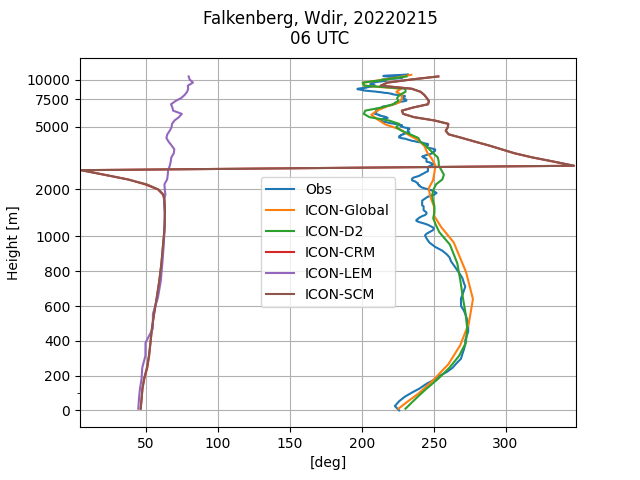 Falkenberg, Wdir, 20220215
06 UTC
10000
7500
5000
2000
1000
800
600
400
200
0
Height [m]
Obs
ICON-Global
ICON-D2
ICON-CRM
ICON-LEM
ICON-SCM
50 100 150 200 250 300
[deg]